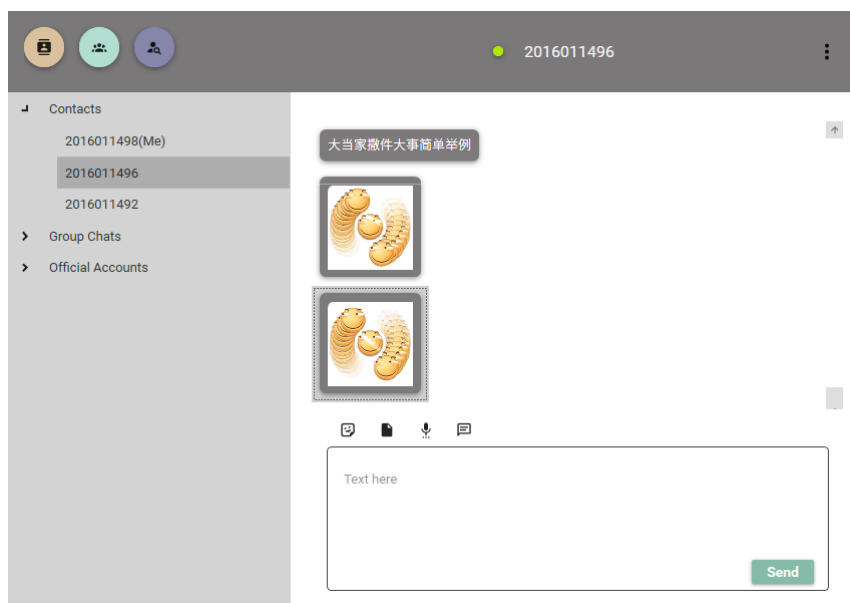 2016011496
Contacts
2016011498(Me)
2016011496
2016011492
Group Chats
Official Accounts
大当家撒件大事简单举例
Text here
Send